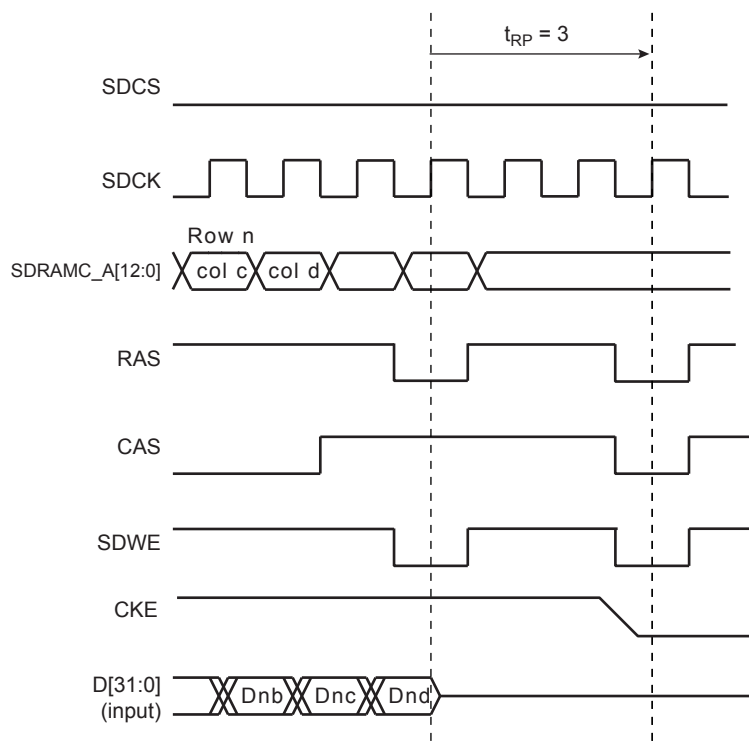 t_RP = 3
SDCS
SDCK
Row n
SDRAMC_A[12:0]
col c
col d
RAS
CAS
SDWE
CKE
D[31:0]
(input)
Dnb
Dnc
Dnd